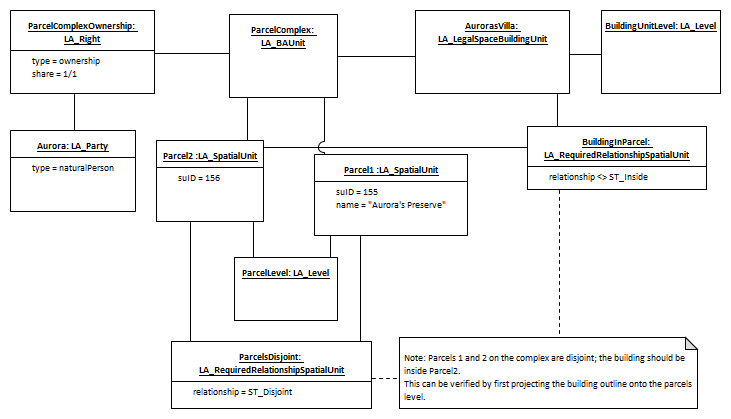 ParcelComplexOwnership:
LA_Right
type = ownership
share = 1/1
ParcelComplex:
LA_BAUnit
AurorasVilla:
LA_LegalSpaceBuildingUnit
BuildingUnitLevel: LA_Level
Aurora: LA_Party
type = naturalPerson
Parcel2 :LA_SpatialUnit
suID = 156
Parcel1 :LA_SpatialUnit
suID = 155
name = "Aurora's Preserve"
BuildingInParcel:
LA_RequiredRelationshipSpatialUnit
relationship <> ST_Inside
ParcelLevel: LA_Level
ParcelsDisjoint:
LA_RequiredRelationshipSpatialUnit
relationship = ST_Disjoint
Note: Parcels 1 and 2 on the complex are disjoint; the building should be
inside Parcel2.
This can be verified by first projecting the building outline onto the parcels
level.